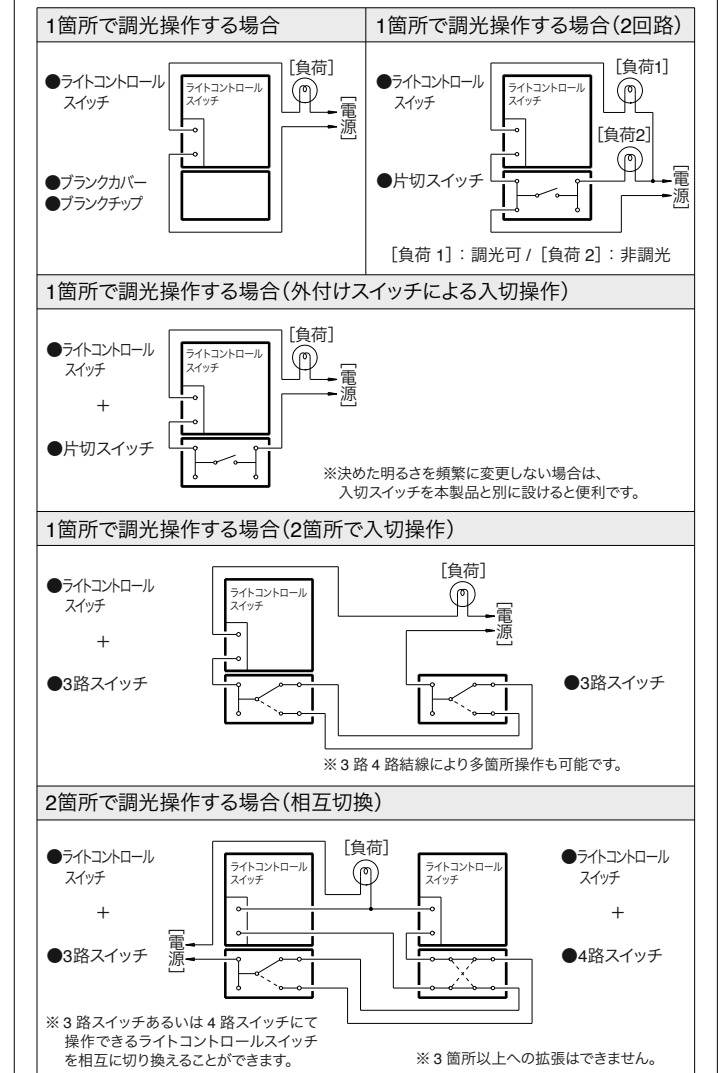 1箇所で調光操作する場合
●ライトコントロール
スイッチ
ライトコントロール
スイッチ
［負荷］
［電源］
●ブランクカバー
●ブランクチップ
1箇所で調光操作する場合（2回路）
●ライトコントロール
スイッチ
ライトコントロール
スイッチ
［負荷1］
［負荷2］
●片切スイッチ
［電源］
［負荷 1］：調光可 /［負荷 2］：非調光
1箇所で調光操作する場合（外付けスイッチによる入切操作）
●ライトコントロール
スイッチ
+
●片切スイッチ
ライトコントロール
スイッチ
［負荷］
［電源］
※決めた明るさを頻繁に変更しない場合は、
入切スイッチを本製品と別に設けると便利です。
1箇所で調光操作する場合（2箇所で入切操作）
●ライトコントロール
スイッチ
+
●3路スイッチ
ライトコントロール
スイッチ
［負荷］
［電源］
●3路スイッチ
※ 3 路 4 路結線により多箇所操作も可能です。
2箇所で調光操作する場合（相互切換）
●ライトコントロール
スイッチ
+
●3路スイッチ
［電源］
ライトコントロール
スイッチ
［負荷］
ライトコントロール
スイッチ
●ライトコントロール
スイッチ
+
●4路スイッチ
※ 3 路スイッチあるいは 4 路スイッチにて
操作できるライトコントロールスイッチ
を相互に切り換えることができます。
※ 3 箇所以上への拡張はできません。